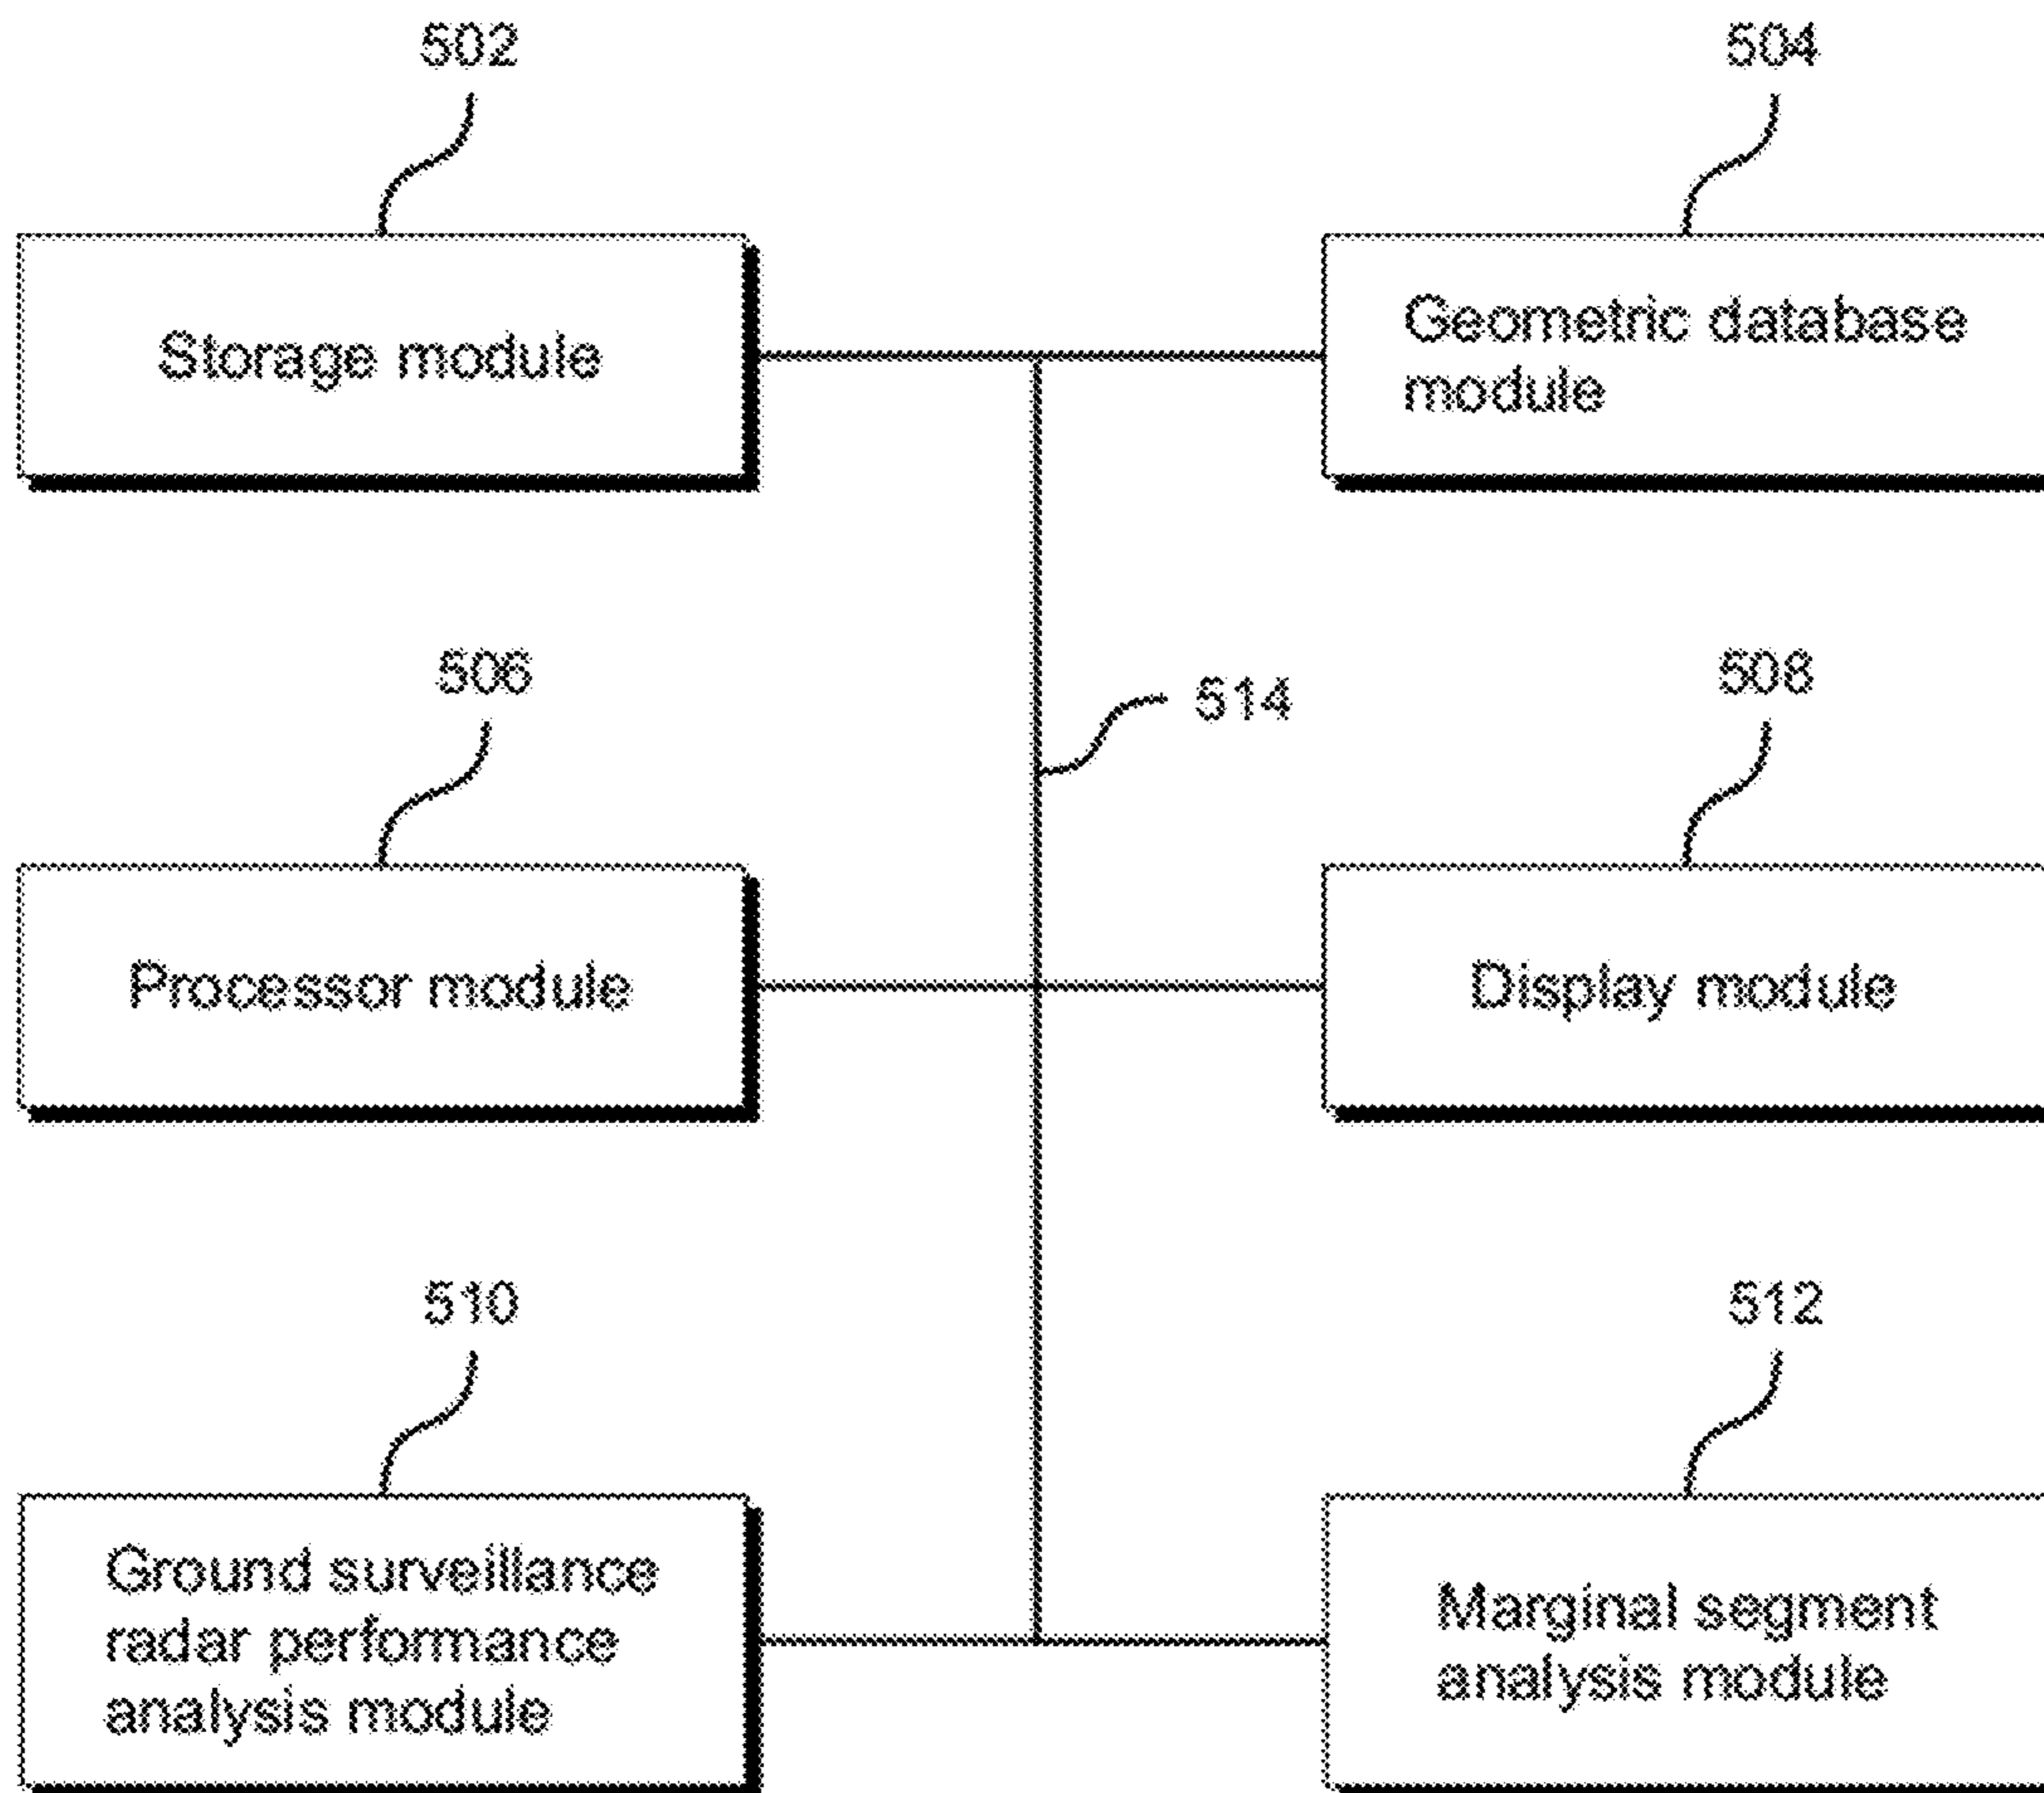 502
504
Storage module
Geometric database
module
506
514
508
Processor module
Display module
510
512
Ground surveillance
radar performance
analysis module
Marginal segment
analysis module